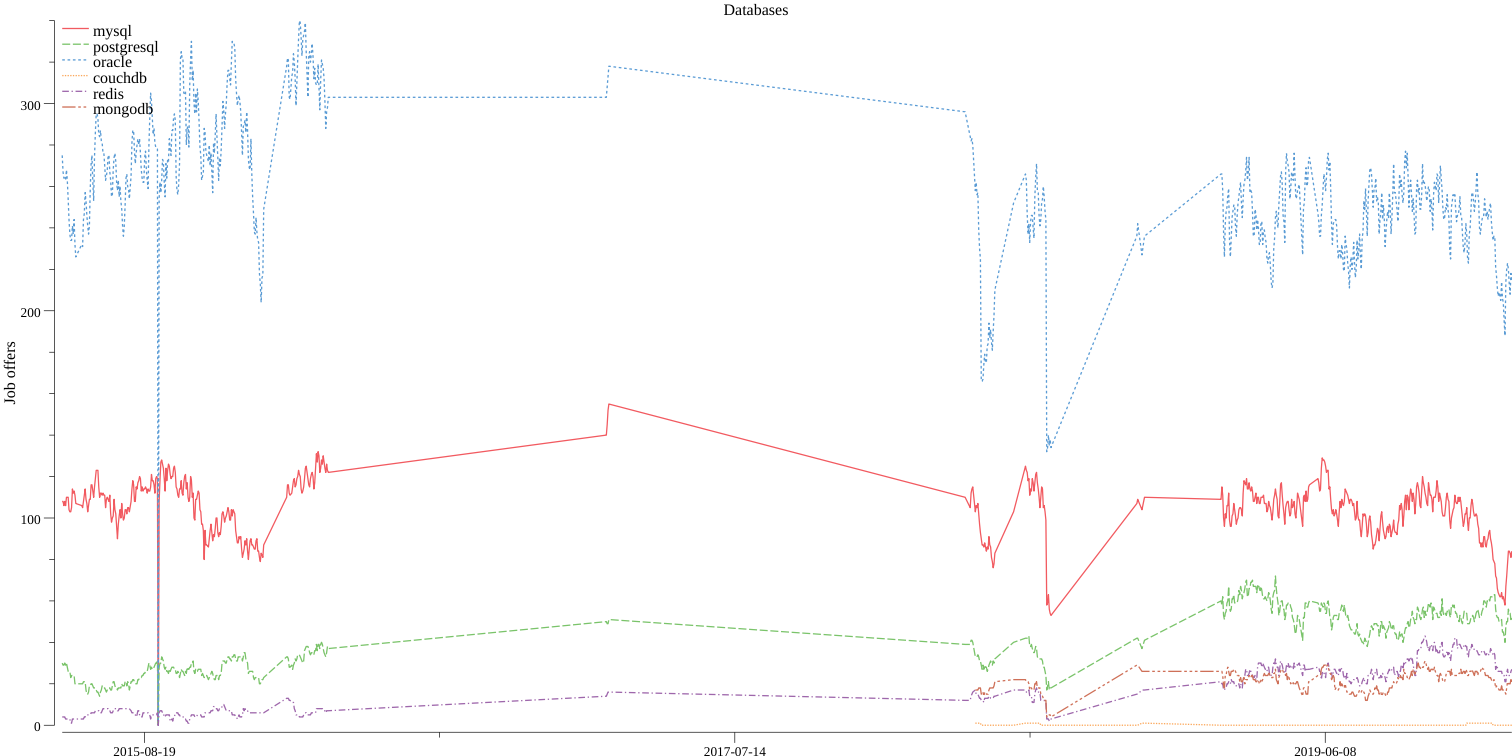 Databases
mysql
postgresql
oracle
couchdb
redis
mongodb
Job offers
300
200
100
0
2015-08-19
2017-07-14
2019-06-08